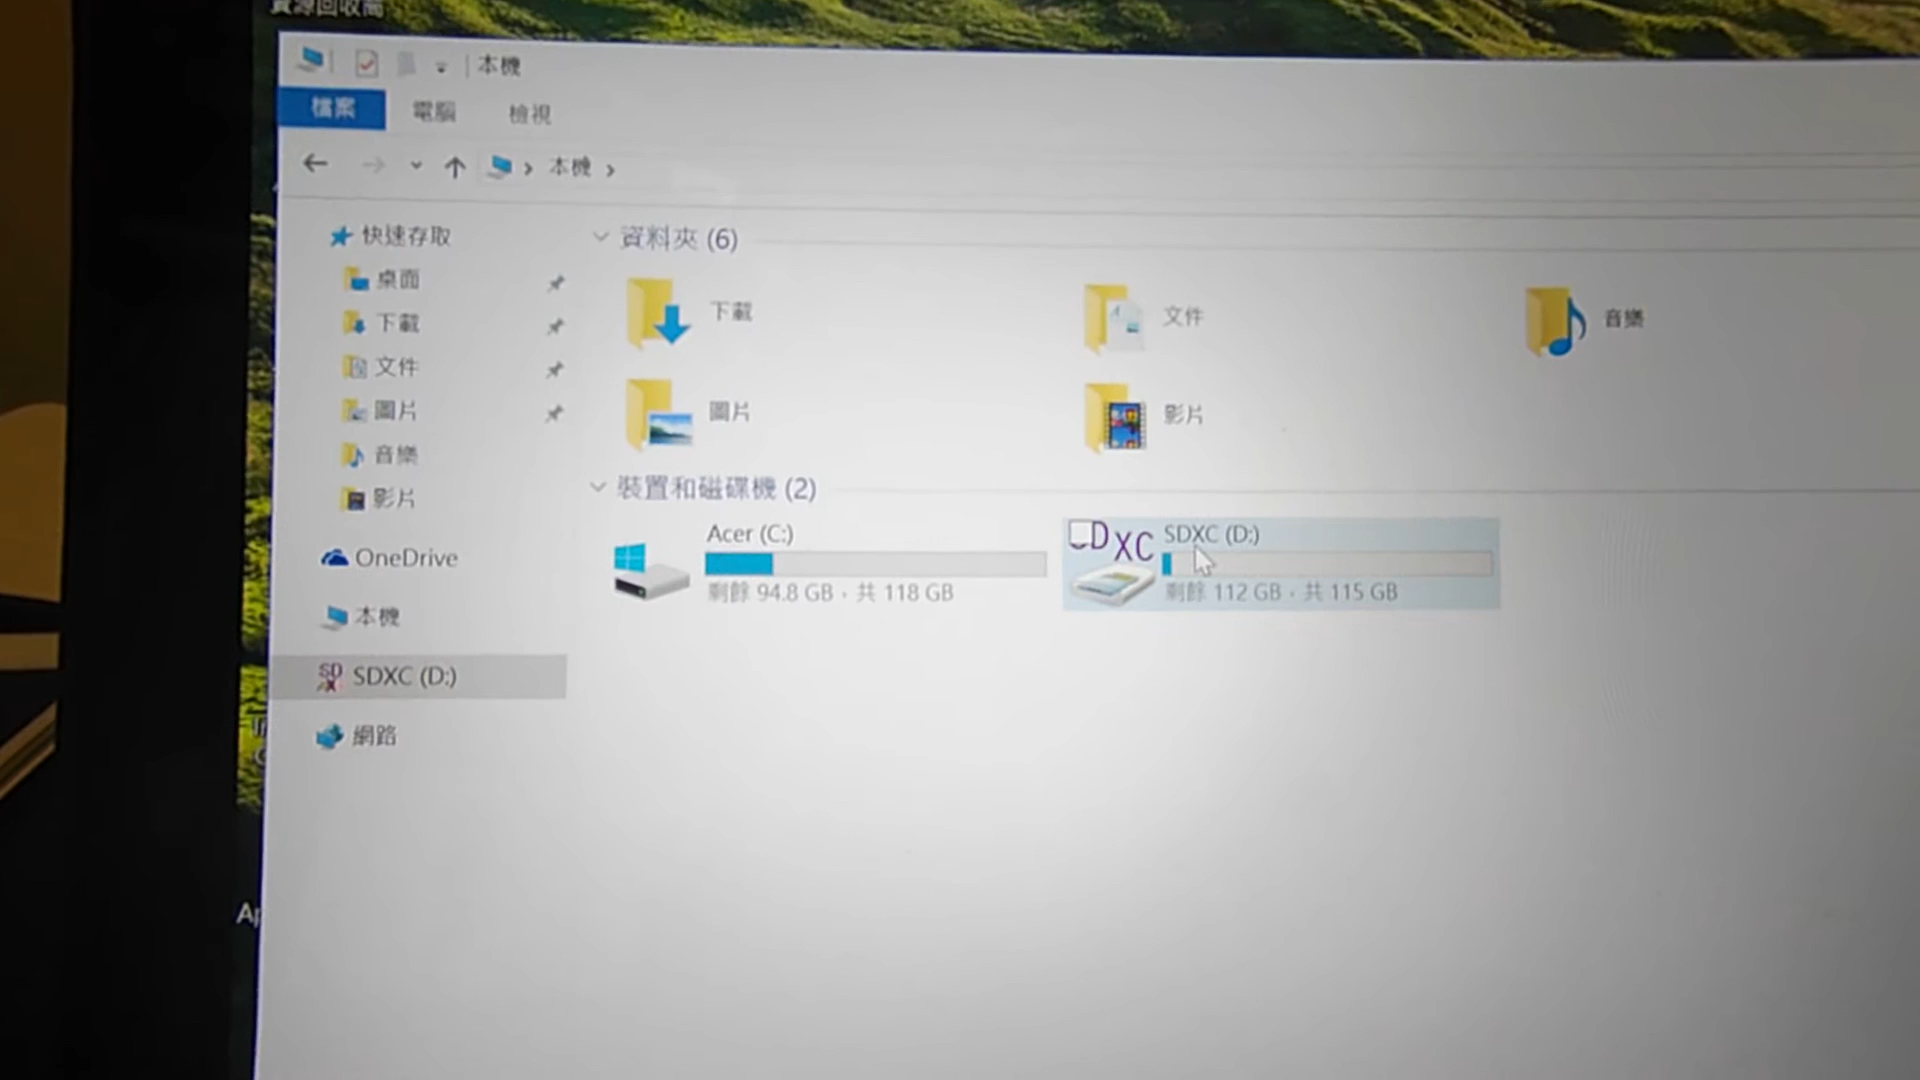 資源回收筒
本機
檔案 電腦 檢視
本機
快速存取
桌面
下載
文件
圖片
音樂
影片
OneDrive
本機
SDXC (D:)
網路
資料夾 (6)
下載 文件 音樂
圖片 影片
裝置和磁碟機 (2)
Acer (C:)
剩餘 94.8 GB，共 118 GB
SDXC (D:)
剩餘 112 GB，共 115 GB